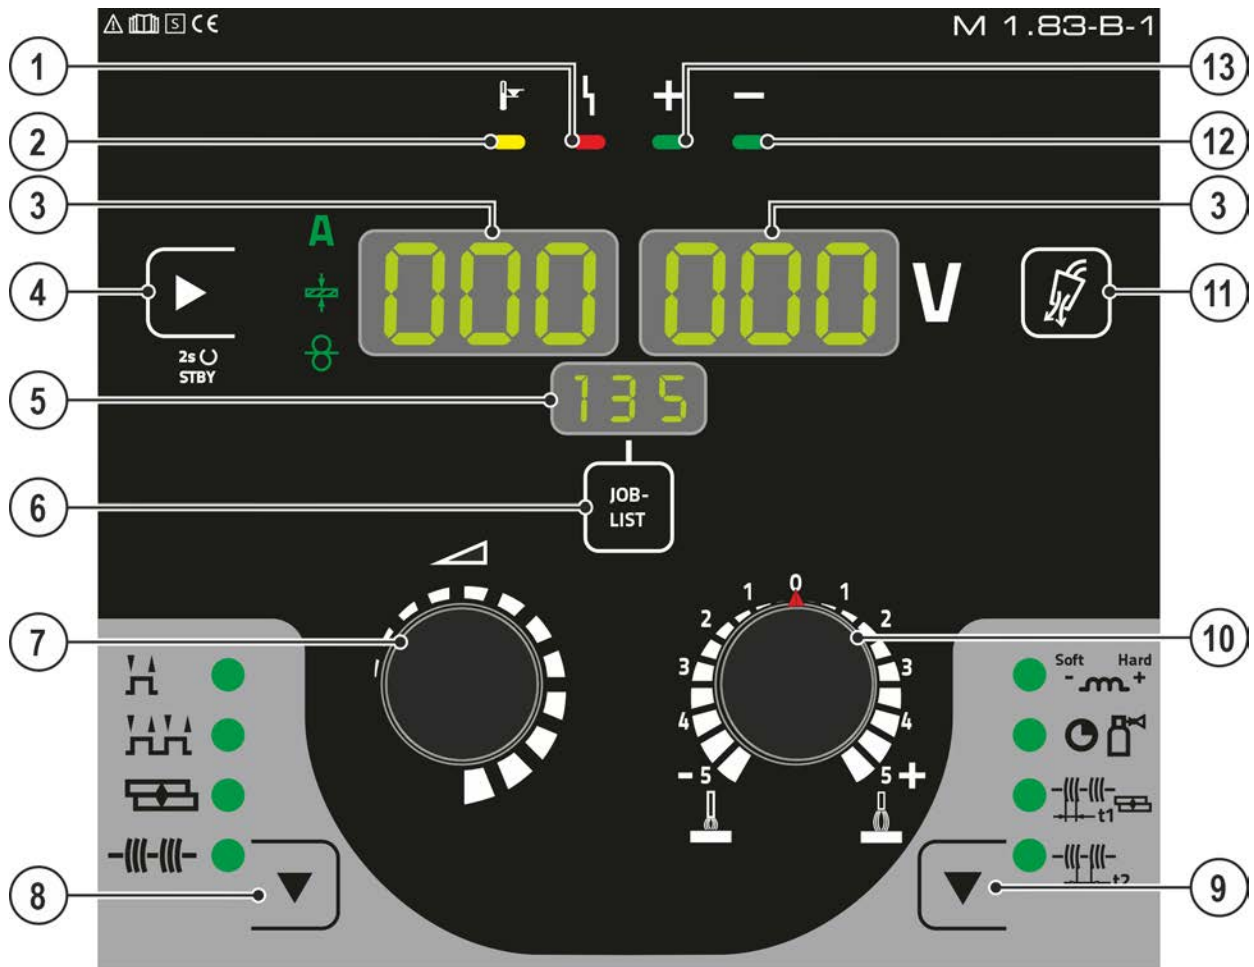 S CE M 1.83-B-1
1 13
+ −
2 12
3 3
A 000 000 V
4 11
2s
STBY
5 135
6 JOB-
LIST
7 10
1 0 1
2 2
3 3
4 4
- 5 5 +
Soft Hard
- +
t1
t2
8 9